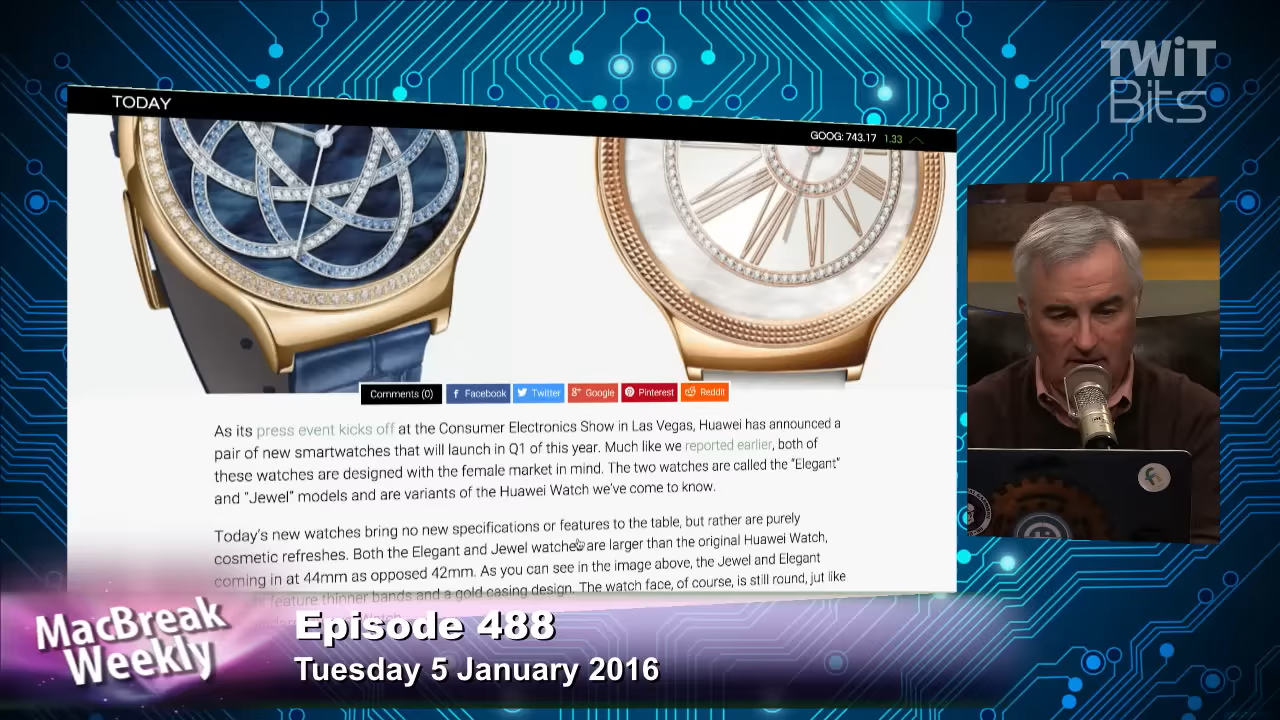 TWiT
Bits
TODAY
GOOG: 743.17 1.33
Comments (0) Facebook Twitter Google Pinterest Reddit
As its press event kicks off at the Consumer Electronics Show in Las Vegas, Huawei has announced a
pair of new smartwatches that will launch in Q1 of this year. Much like we reported earlier, both of
these watches are designed with the female market in mind. The two watches are called the “Elegant”
and “Jewel” models and are variants of the Huawei Watch we’ve come to know.
Today’s new watches bring no new specifications or features to the table, but rather are purely
cosmetic refreshes. Both the Elegant and Jewel watches are larger than the original Huawei Watch,
coming in at 44mm as opposed 42mm. As you can see in the image above, the Jewel and Elegant
feature thinner bands and a gold casing design. The watch face, of course, is still round, jut like
Watch
MacBreak
Weekly
Episode 488
Tuesday 5 January 2016